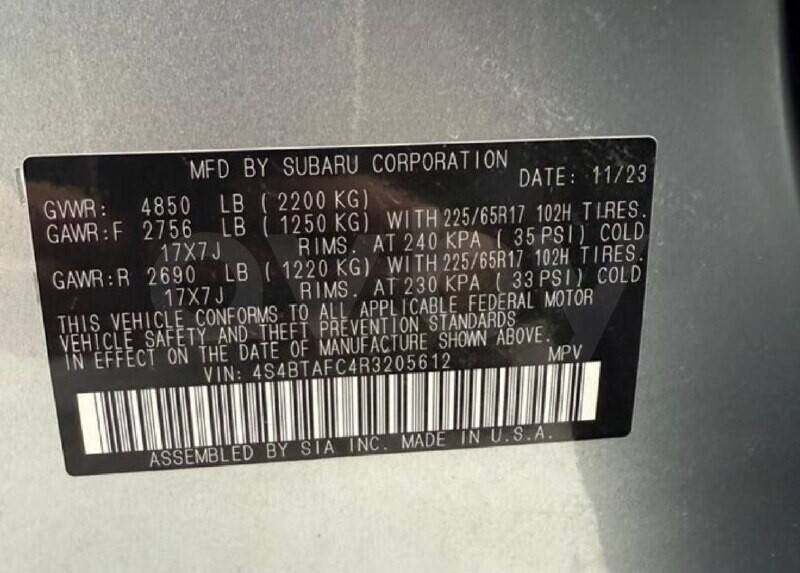 MFD BY SUBARU CORPORATION
DATE: 11/23
GVWR: 4850 LB ( 2200 KG)
GAWR:F 2756 LB ( 1250 KG) WITH 225/65R17 102H TIRES.
17X7J RIMS. AT 240 KPA ( 35 PSI) COLD
GAWR:R 2690 LB ( 1220 KG) WITH 225/65R17 102H TIRES.
17X7J RIMS. AT 230 KPA ( 33 PSI) COLD
THIS VEHICLE CONFORMS TO ALL APPLICABLE FEDERAL MOTOR
VEHICLE SAFETY AND THEFT PREVENTION STANDARDS
IN EFFECT ON THE DATE OF MANUFACTURE SHOWN ABOVE.
VIN: 4S4BTAFC4R3205612 MPV
ASSEMBLED BY SIA INC. MADE IN U.S.A.